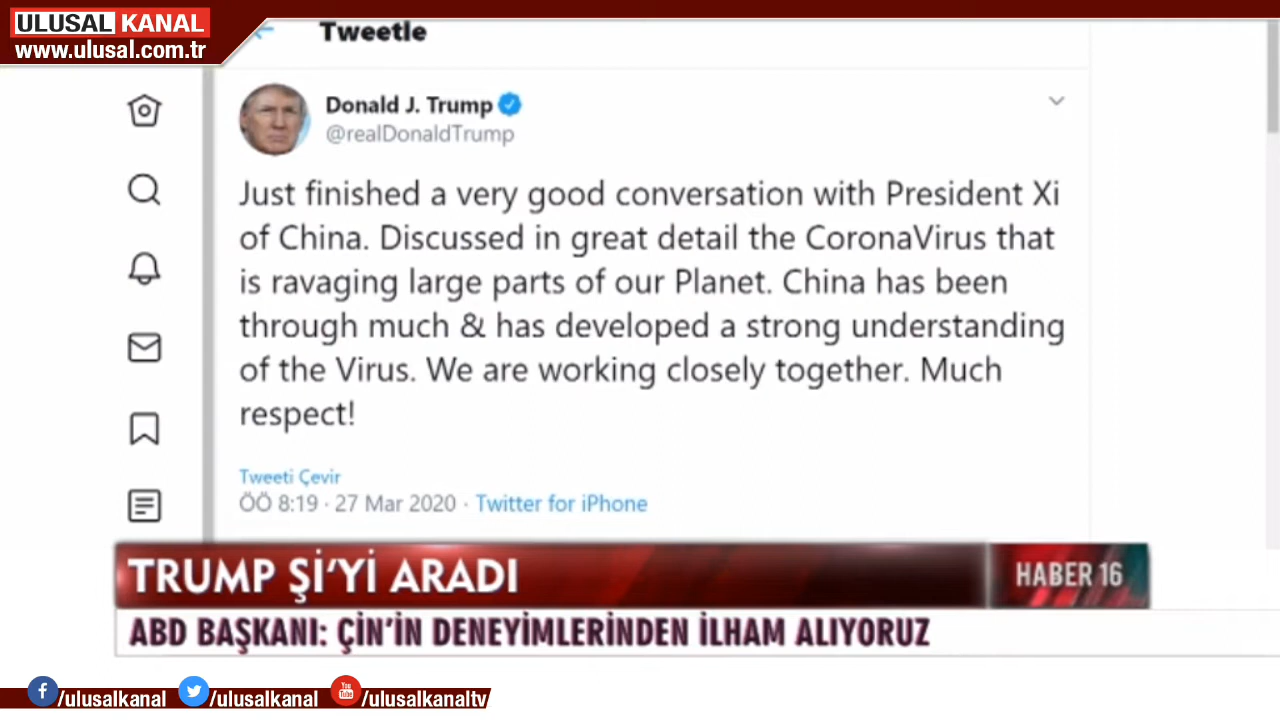 ULUSAL KANAL
www.ulusal.com.tr
Tweetle
Donald J. Trump
@realDonaldTrump
Just finished a very good conversation with President Xi
of China. Discussed in great detail the CoronaVirus that
is ravaging large parts of our Planet. China has been
through much & has developed a strong understanding
of the Virus. We are working closely together. Much
respect!
Tweeti Çevir
ÖÖ 8:19 · 27 Mar 2020 · Twitter for iPhone
TRUMP Şİ'Yİ ARADI
HABER 16
ABD BAŞKANI: ÇİN'İN DENEYİMLERİNDEN İLHAM ALIYORUZ
/ulusalkanal /ulusalkanal You Tube /ulusalkanaltv